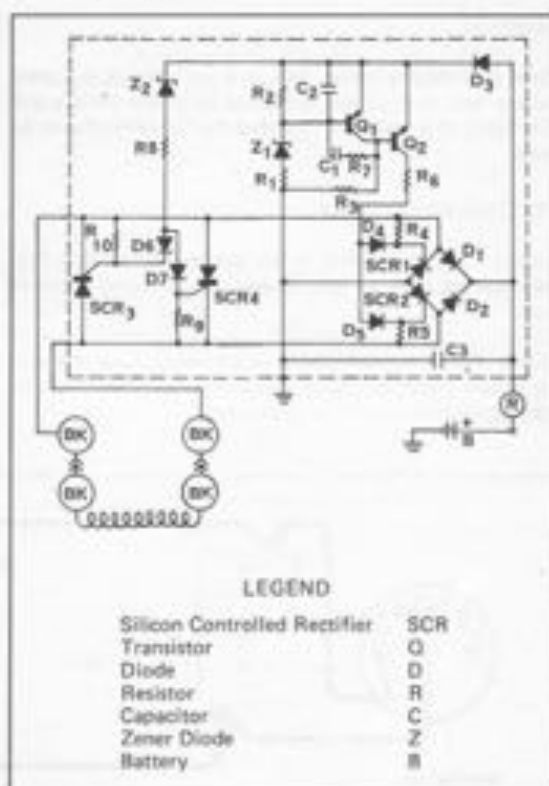 Z2 R2 C2 D3
Q1 Q2
Z1
R8 C1 R7
R1 R6
R3
R 10 D6 D4 R4
D7 SCR1 D1
SCR3 SCR4 SCR2 D2
R9 D5 R5
C3
R
+
B
BK BK
BK BK
LEGEND
Silicon Controlled Rectifier SCR
Transistor Q
Diode D
Resistor R
Capacitor C
Zener Diode Z
Battery B